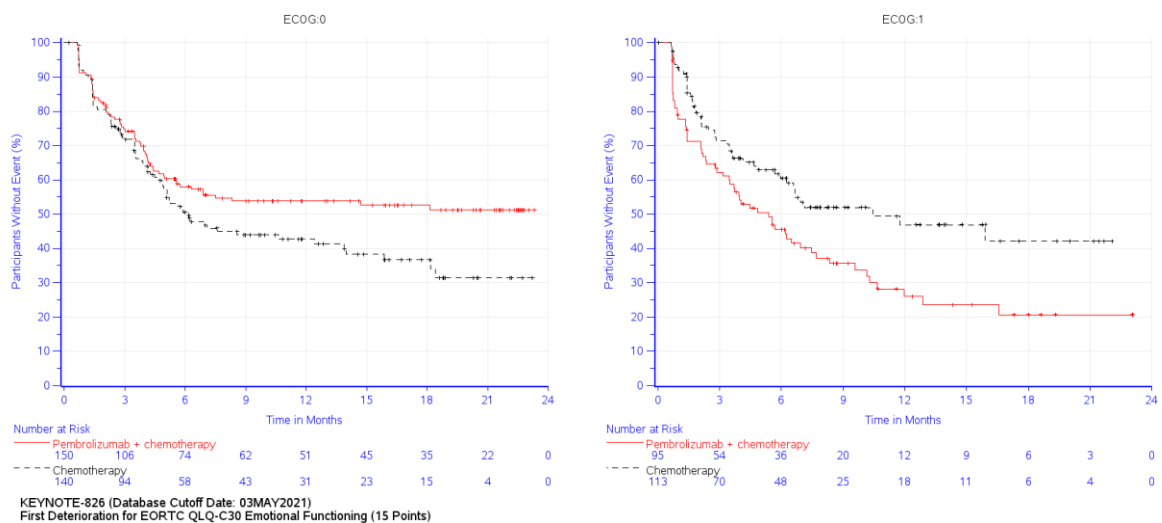 ECOG:0
Participants Without Event (%)
100
90
80
70
60
50
40
30
20
10
0
0 3 6 9 12 15 18 21 24
Time in Months
Number at Risk
Pembrolizumab + chemotherapy
150 106 74 62 51 45 35 22 0
Chemotherapy
140 94 58 43 31 23 15 4 0
ECOG:1
Participants Without Event (%)
100
90
80
70
60
50
40
30
20
10
0
0 3 6 9 12 15 18 21 24
Time in Months
Number at Risk
Pembrolizumab + chemotherapy
95 54 36 20 12 9 6 3 0
Chemotherapy
113 70 48 25 18 11 6 4 0
KEYNOTE-826 (Database Cutoff Date: 03MAY2021)
First Deterioration for EORTC QLQ-C30 Emotional Functioning (15 Points)